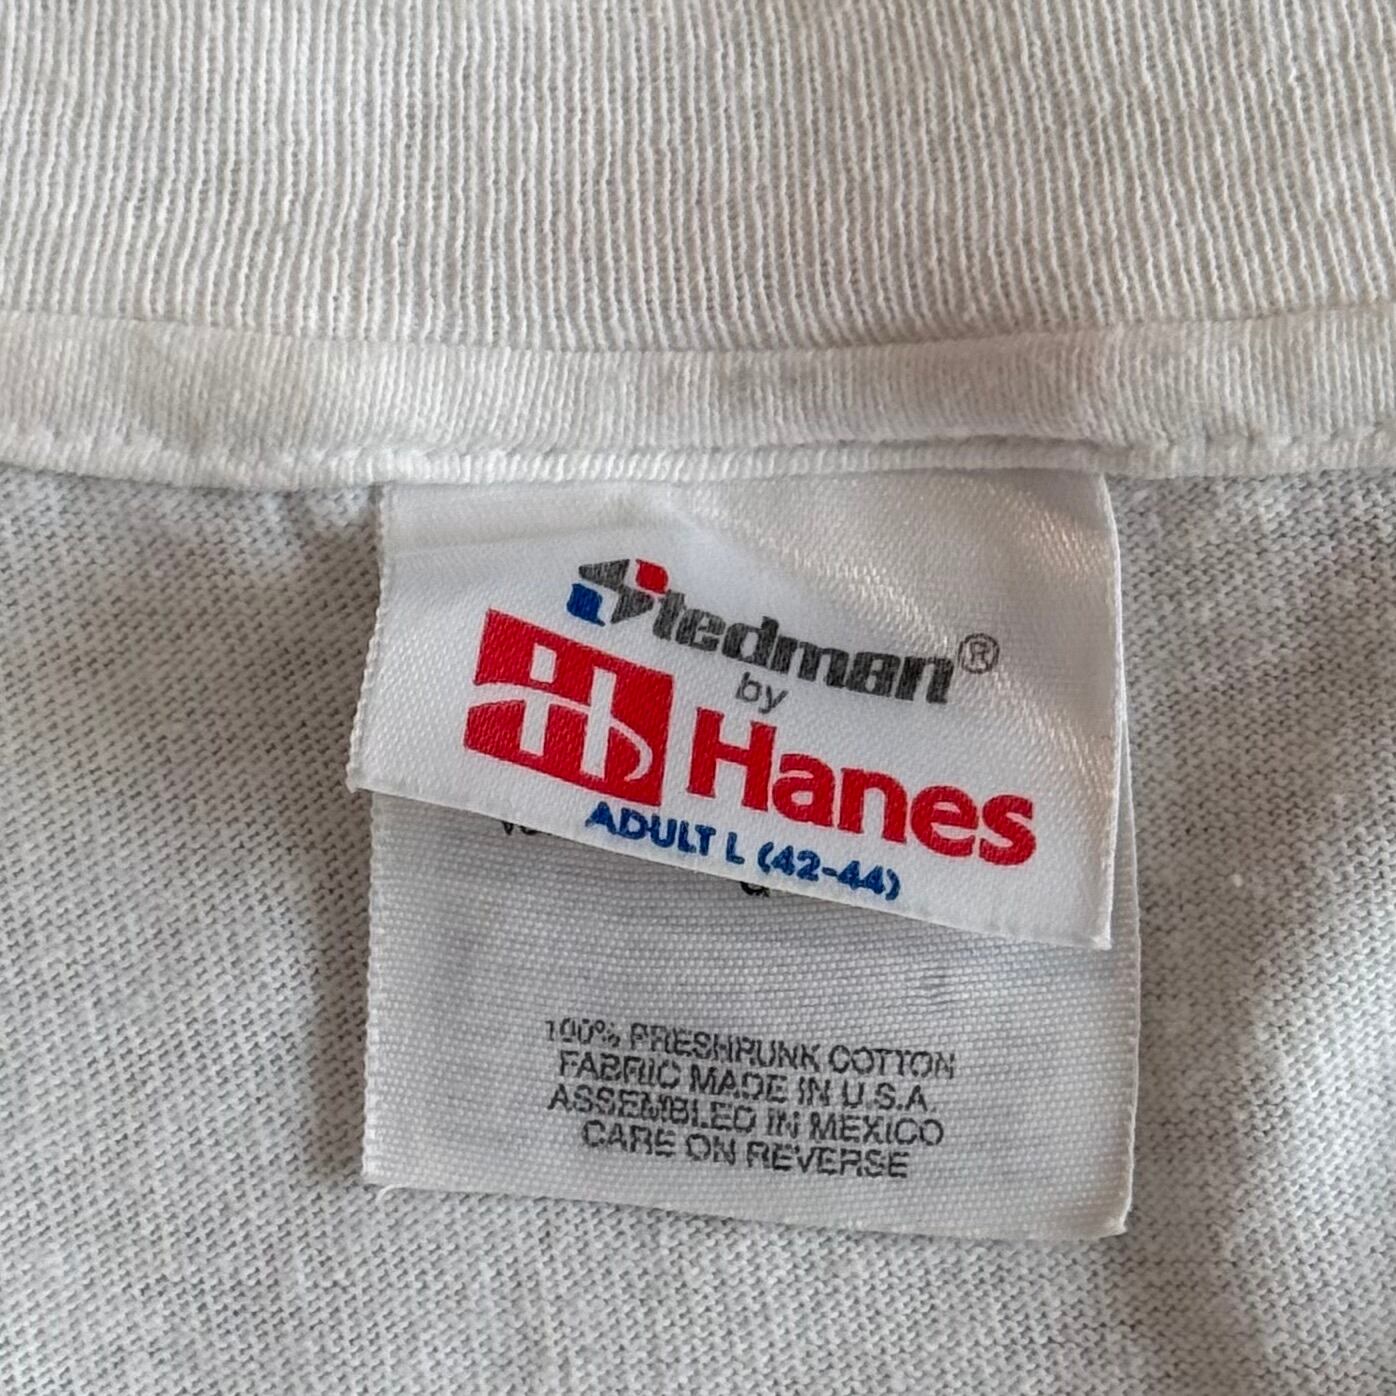 Stedman®
by
Hanes
ADULT L (42-44)
100% PRESHRUNK COTTON
FABRIC MADE IN U.S.A.
ASSEMBLED IN MEXICO
CARE ON REVERSE